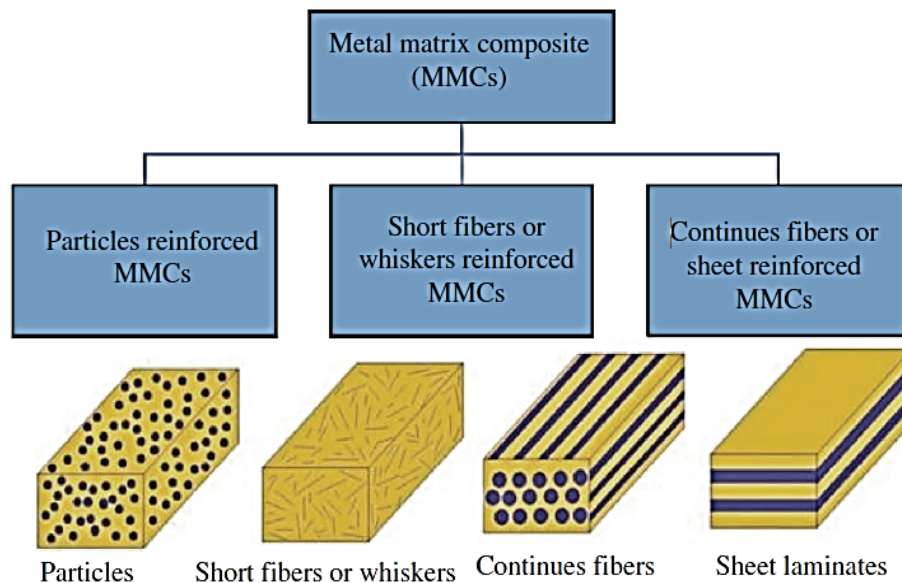 Metal matrix composite
(MMCs)
Particles reinforced
MMCs
Short fibers or
whiskers reinforced
MMCs
Continues fibers or
sheet reinforced
MMCs
Particles
Short fibers or whiskers
Continues fibers
Sheet laminates